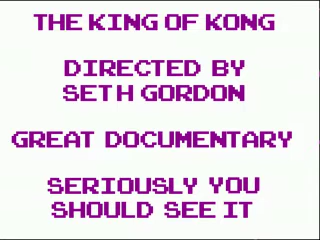 THE KING OF KONG
DIRECTED BY
SETH GORDON
GREAT DOCUMENTARY
SERIOUSLY YOU
SHOULD SEE IT